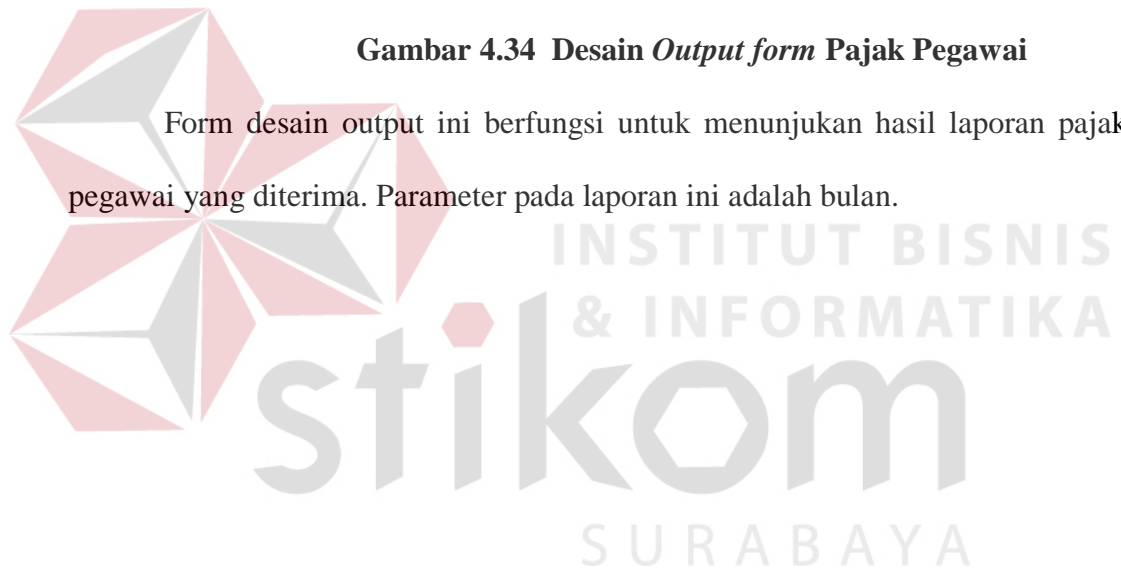 Gambar 4.34 Desain Output form Pajak Pegawai
Form desain output ini berfungsi untuk menunjukan hasil laporan pajak
pegawai yang diterima. Parameter pada laporan ini adalah bulan.
INSTITUT BISNIS
& INFORMATIKA
stikom
SURABAYA